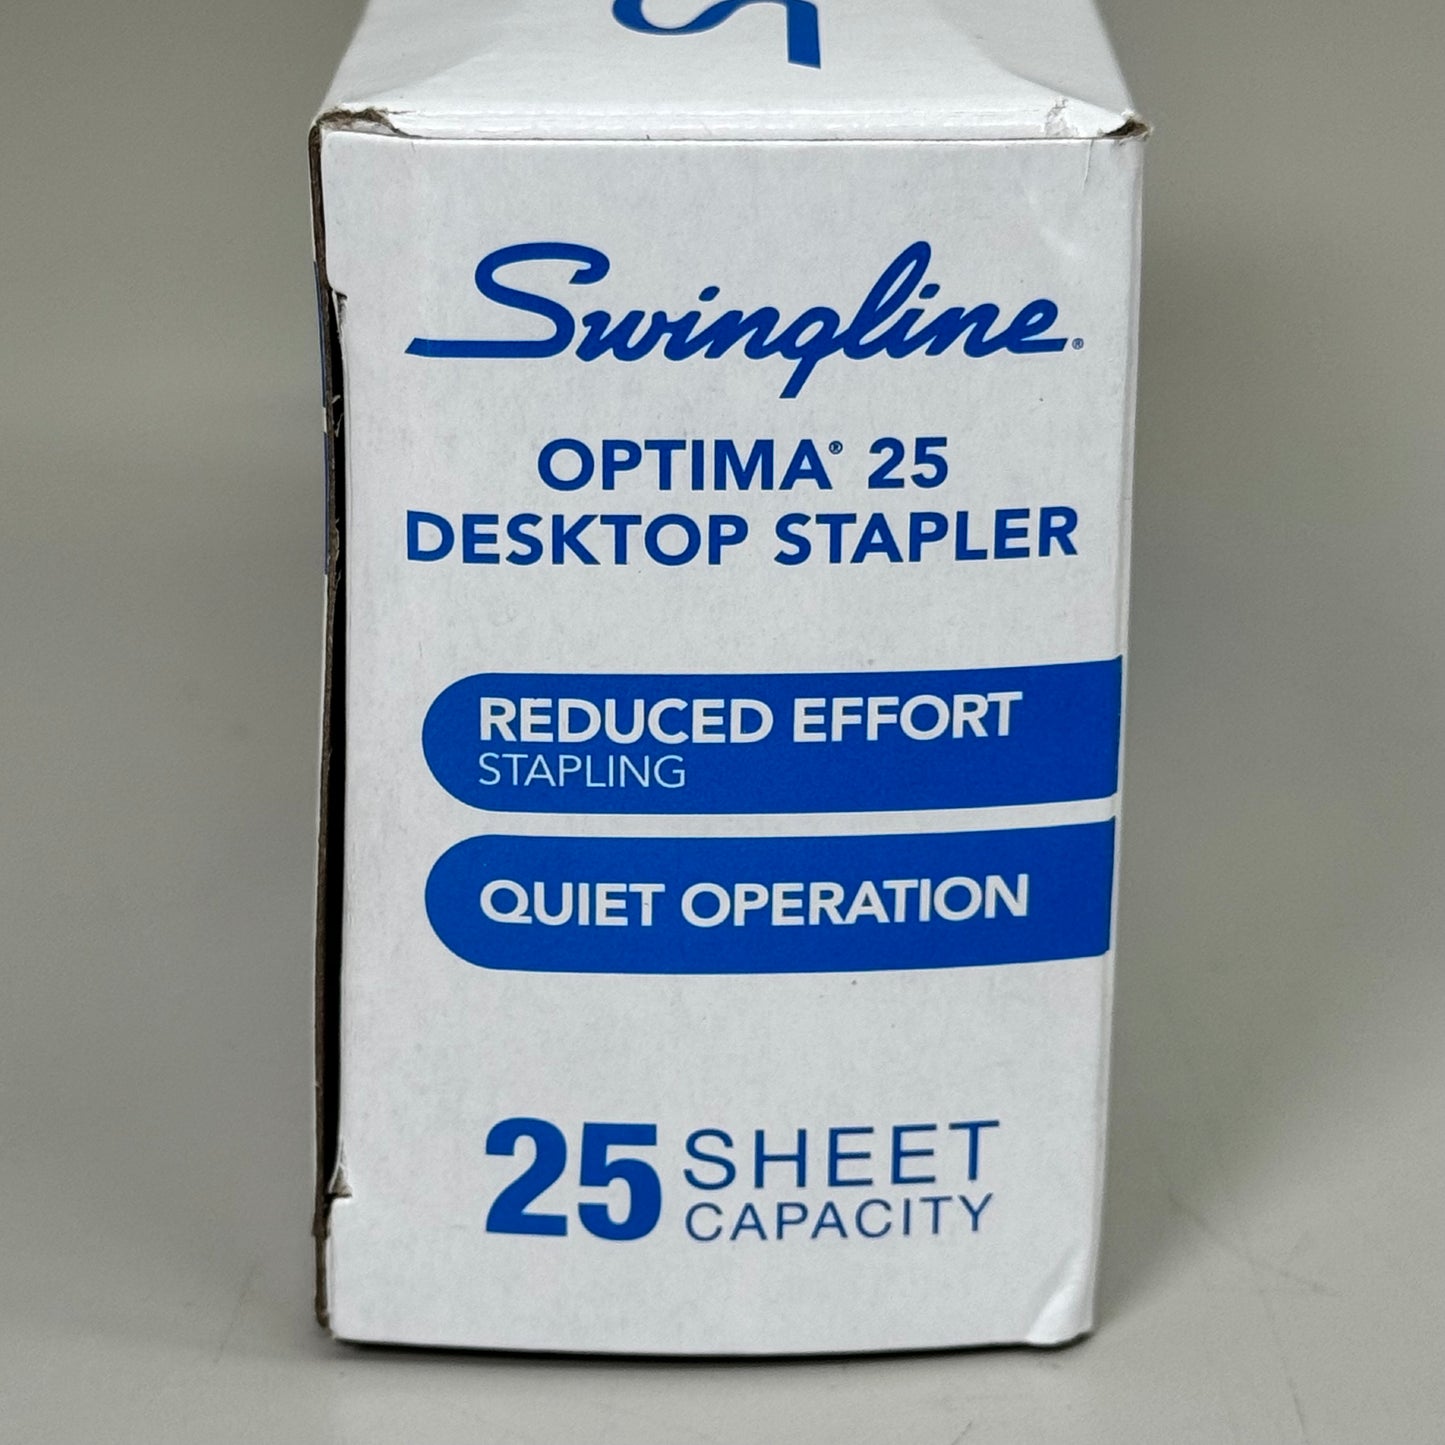 Swingline®
OPTIMA® 25
DESKTOP STAPLER
REDUCED EFFORT
STAPLING
QUIET OPERATION
25 SHEET
CAPACITY